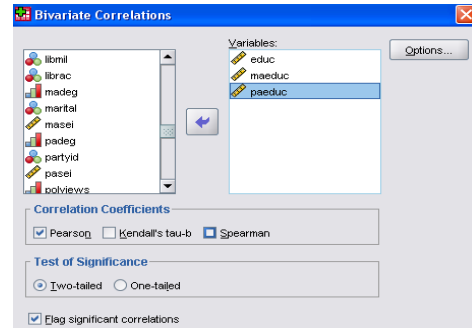 Bivariate Correlations
libmil
librac
madeg
marital
masei
padeg
partyid
pasei
polviews
Variables:
educ
maeduc
paeduc
Options...
Correlation Coefficients
Pearson Kendall's tau-b Spearman
Test of Significance
Two-tailed One-tailed
Flag significant correlations